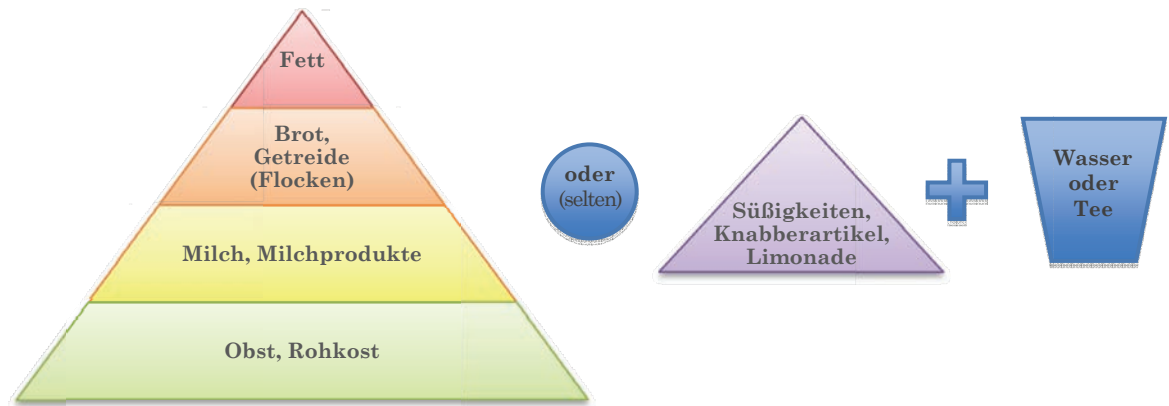 Fett
Brot,
Getreide
(Flocken)
Milch, Milchprodukte
Obst, Rohkost
oder
(selten)
Süßigkeiten,
Knabberartikel,
Limonade
Wasser
oder
Tee